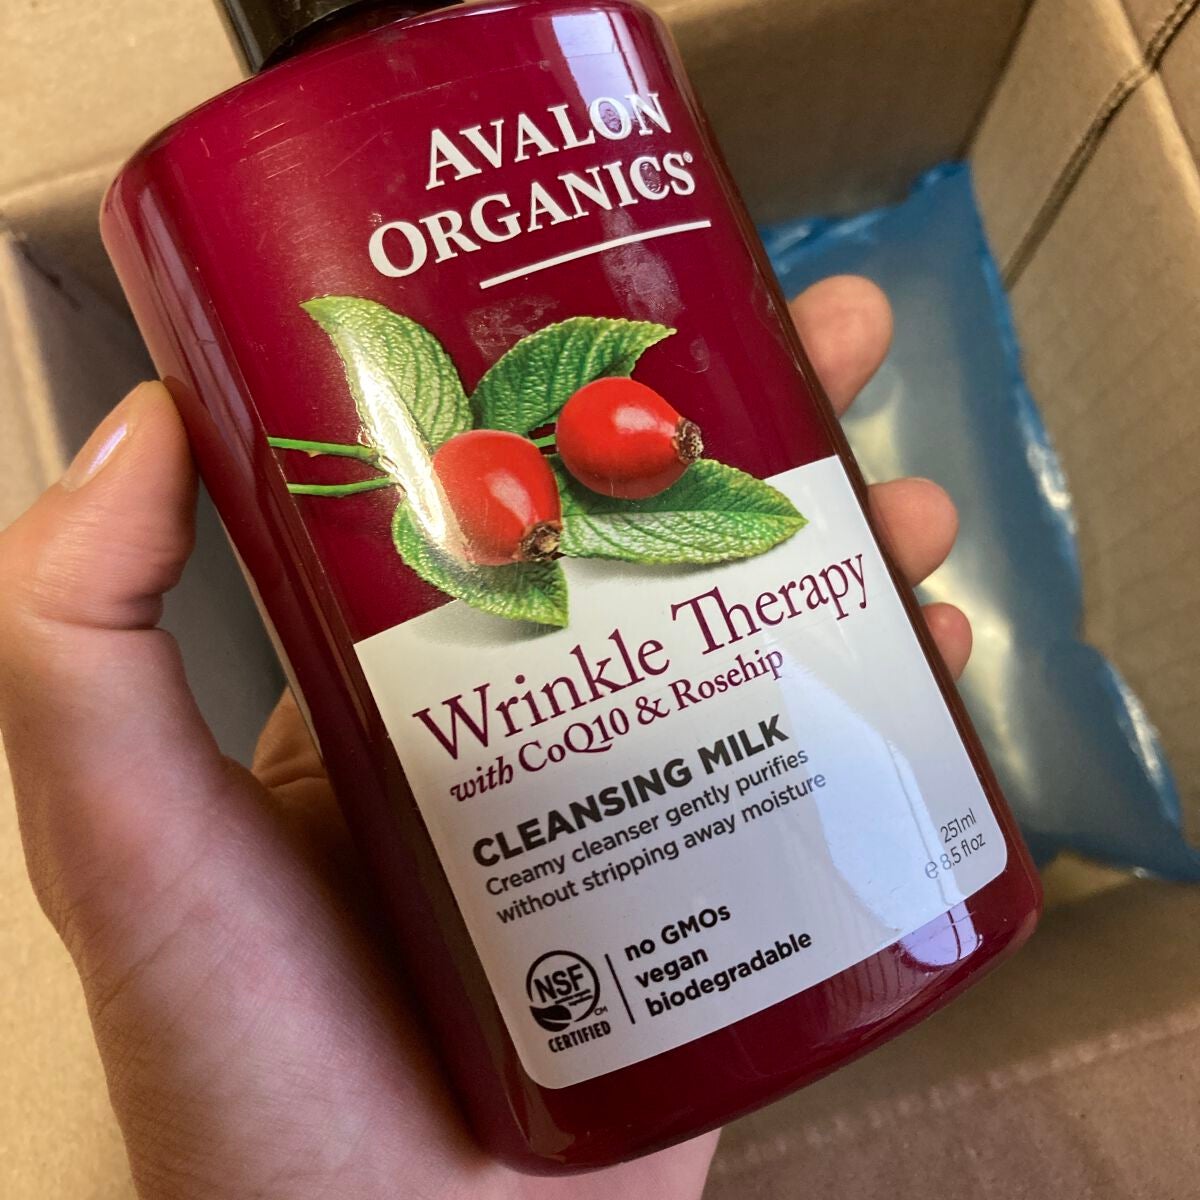 AVALON
ORGANICS®
Wrinkle Therapy
with CoQ10 & Rosehip
CLEANSING MILK
Creamy cleanser gently purifies
without stripping away moisture
251ml
e 8.5 fl oz
NSF
CM
CERTIFIED
no GMOs
vegan
biodegradable